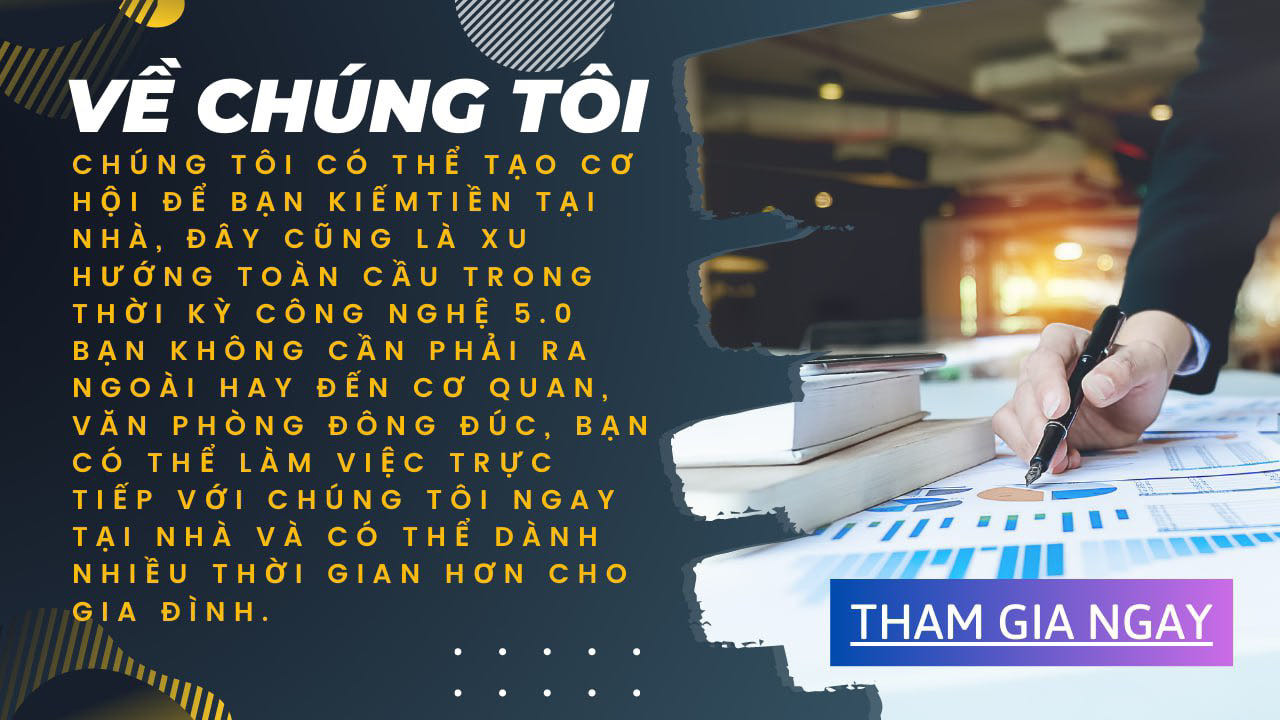 VỀ CHÚNG TÔI
CHÚNG TÔI CÓ THỂ TẠO CƠ
HỘI ĐỂ BẠN KIẾMTIỀN TẠI
NHÀ, ĐÂY CŨNG LÀ XU
HƯỚNG TOÀN CẦU TRONG
THỜI KỲ CÔNG NGHỆ 5.0
BẠN KHÔNG CẦN PHẢI RA
NGOÀI HAY ĐẾN CƠ QUAN,
VĂN PHÒNG ĐÔNG ĐÚC, BẠN
CÓ THỂ LÀM VIỆC TRỰC
TIẾP VỚI CHÚNG TÔI NGAY
TẠI NHÀ VÀ CÓ THỂ DÀNH
NHIỀU THỜI GIAN HƠN CHO
GIA ĐÌNH.
THAM GIA NGAY